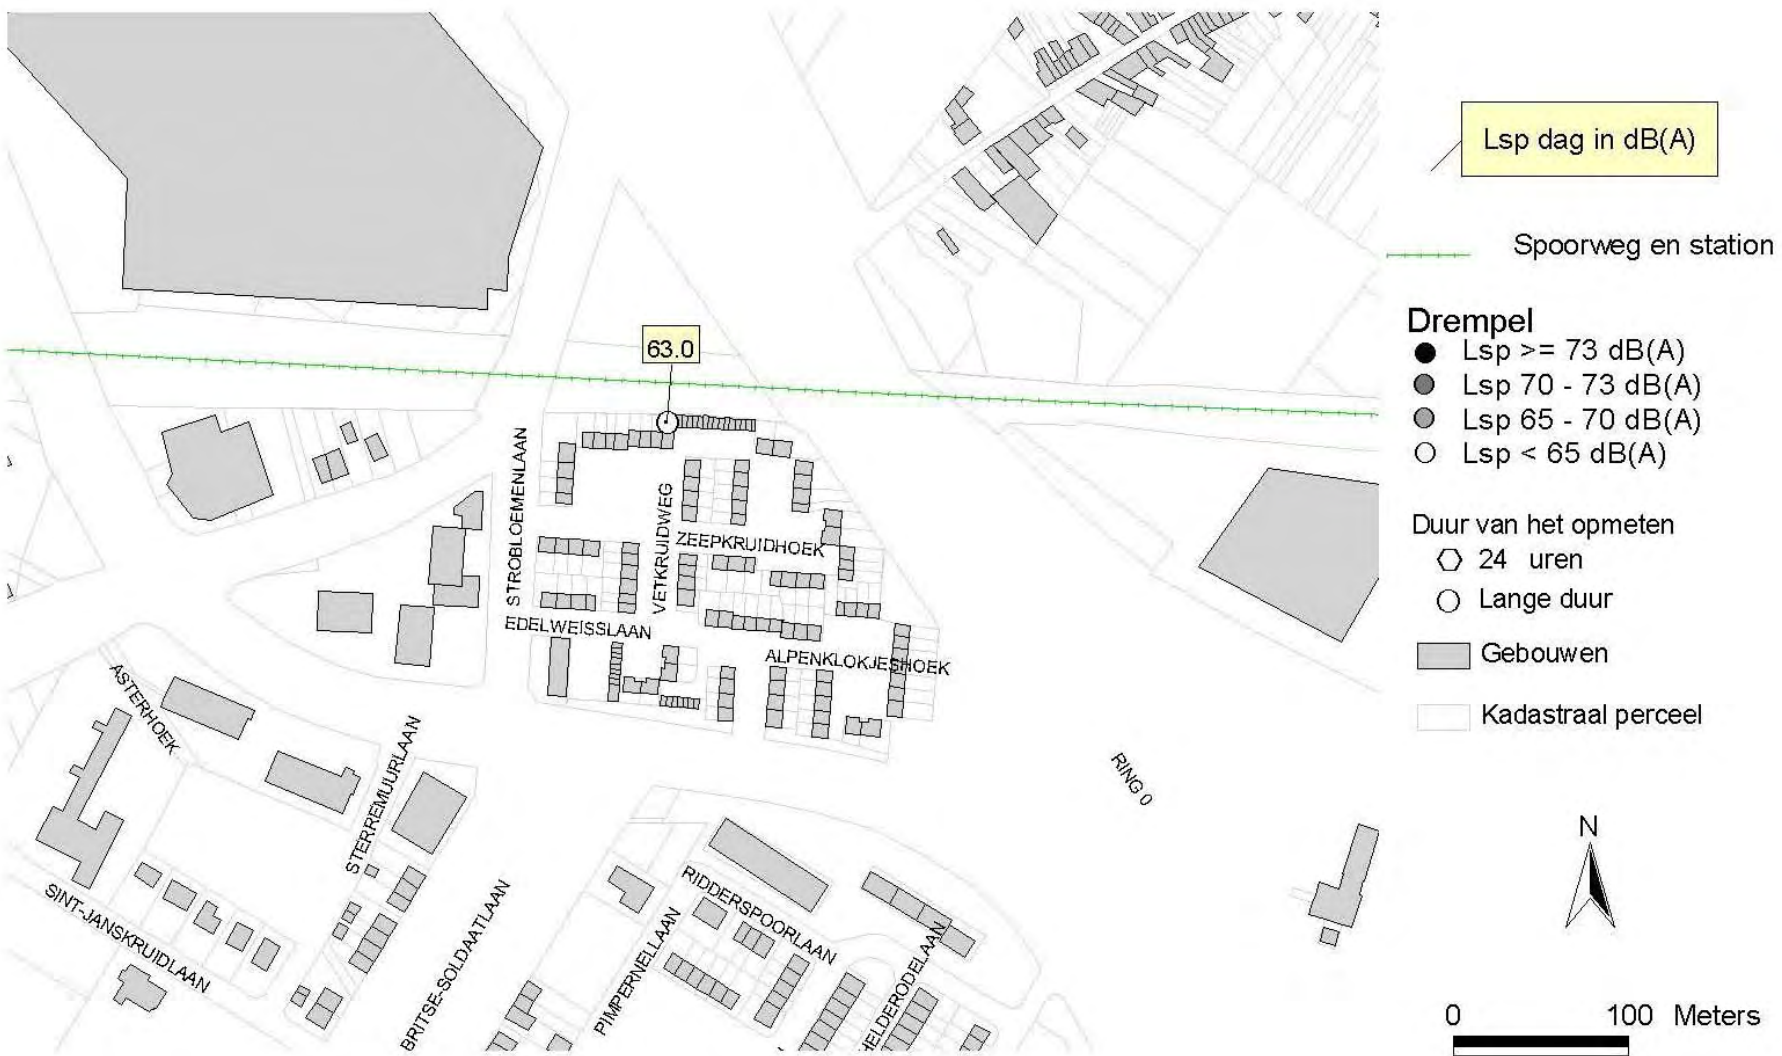 Lsp dag in dB(A)
Spoorweg en station
Drempel
Lsp >= 73 dB(A)
Lsp 70 - 73 dB(A)
Lsp 65 - 70 dB(A)
Lsp < 65 dB(A)
Duur van het opmeten
24 uren
Lange duur
Gebouwen
Kadastraal perceel
N
0 100 Meters
63.0
STROBLOEMENLAAN
VETKRUIDWEG
ZEEPKRUIDHOEK
EDELWEISSLAAN
ALPENKLOKJESHOEK
ASTERHOEK
STERREMUURLAAN
RING 0
SINT-JANSKRUIDLAAN
BRITSE-SOLDAATLAAN
PIMPERNELLAAN
RIDDERSPOORLAAN
HELDERODELAAN